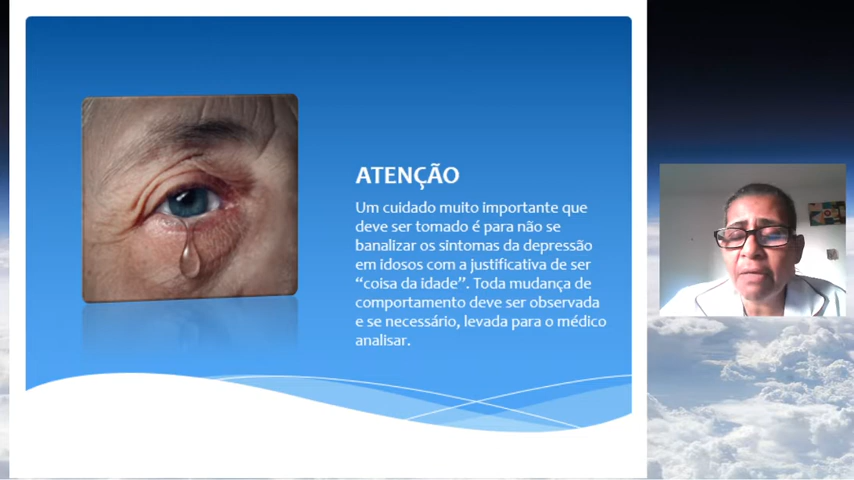 ATENÇÃO
Um cuidado muito importante que
deve ser tomado é para não se
banalizar os sintomas da depressão
em idosos com a justificativa de ser
“coisa da idade”. Toda mudança de
comportamento deve ser observada
e se necessário, levada para o médico
analisar.